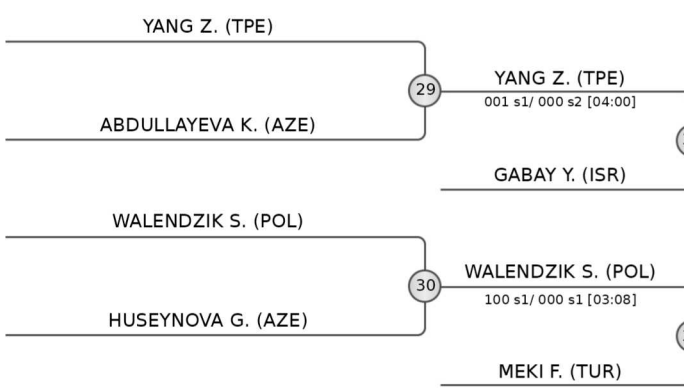 YANG Z. (TPE)
29
YANG Z. (TPE)
001 s1/ 000 s2 [04:00]
ABDULLAYEVA K. (AZE)
GABAY Y. (ISR)
WALENDZIK S. (POL)
30
WALENDZIK S. (POL)
100 s1/ 000 s1 [03:08]
HUSEYNOVA G. (AZE)
MEKI F. (TUR)